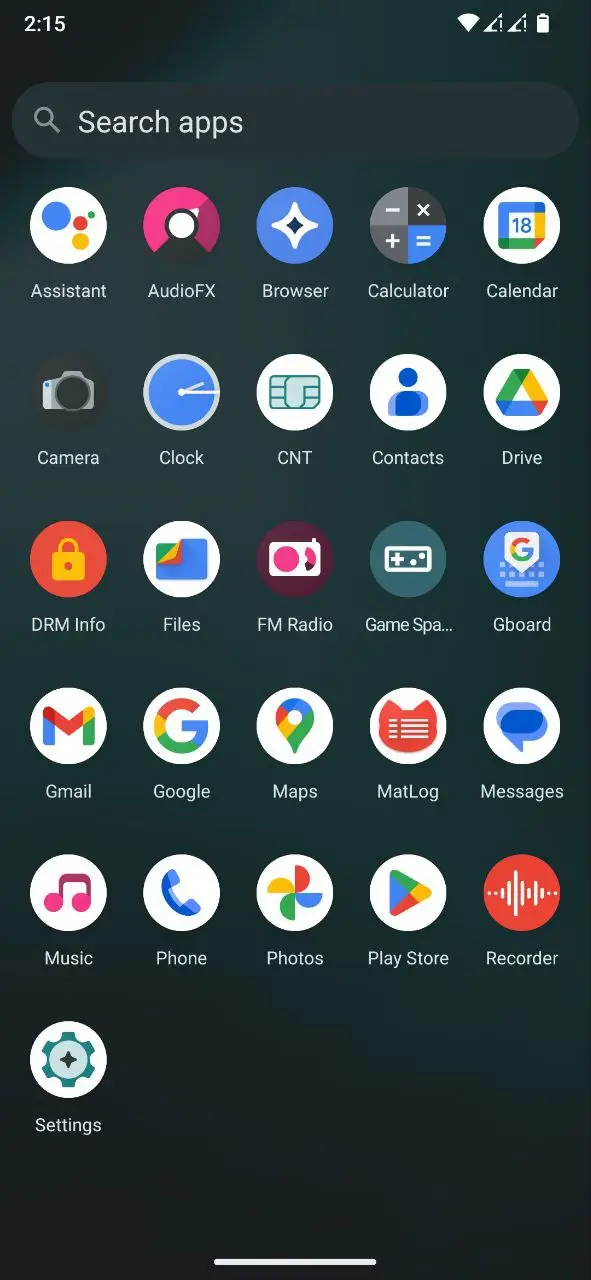 2:15
Search apps
Assistant AudioFX Browser Calculator Calendar
18
Camera Clock CNT Contacts Drive
DRM Info Files FM Radio Game Spa... Gboard
Gmail Google Maps MatLog Messages
Music Phone Photos Play Store Recorder
Settings